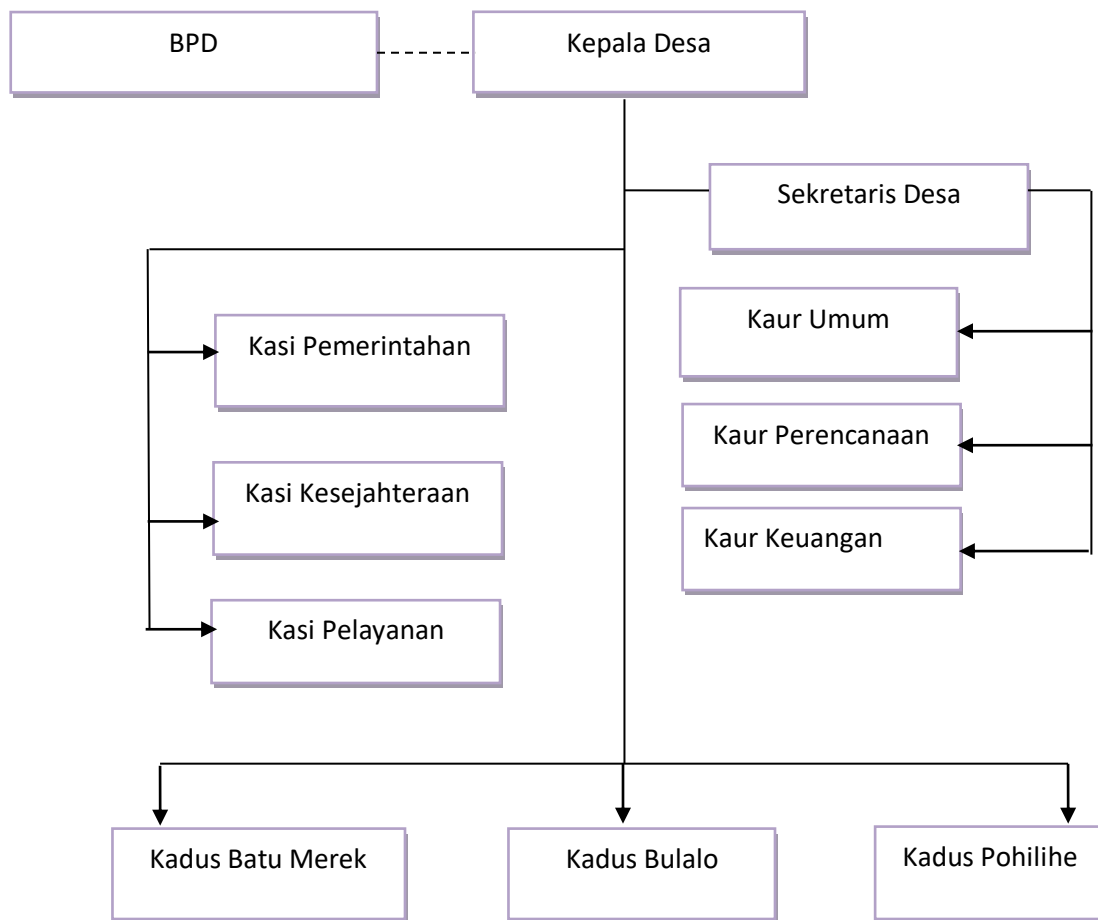 BPD
Kepala Desa
Sekretaris Desa
Kaur Umum
Kasi Pemerintahan
Kaur Perencanaan
Kasi Kesejahteraan
Kaur Keuangan
Kasi Pelayanan
Kadus Batu Merek
Kadus Bulalo
Kadus Pohilihe